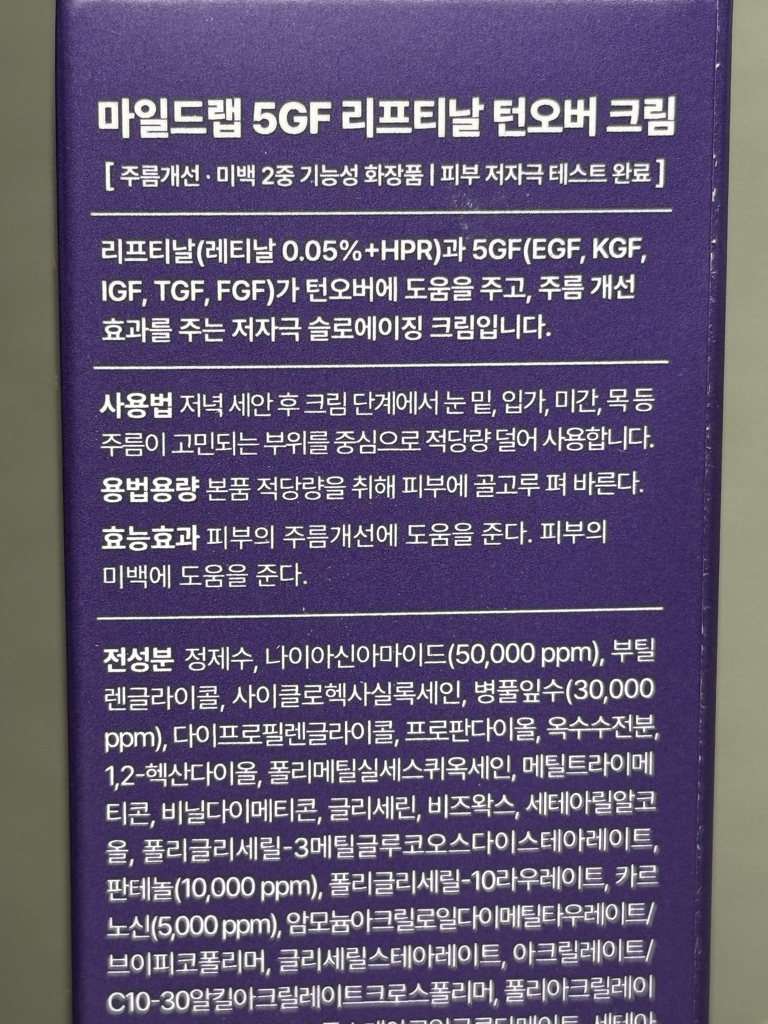 마일드랩 5GF 리프티날 턴오버 크림
[ 주름개선 · 미백 2중 기능성 화장품 | 피부 저자극 테스트 완료 ]
리프티날(레티날 0.05%+HPR)과 5GF(EGF, KGF,
IGF, TGF, FGF)가 턴오버에 도움을 주고, 주름 개선
효과를 주는 저자극 슬로에이징 크림입니다.
사용법 저녁 세안 후 크림 단계에서 눈 밑, 입가, 미간, 목 등
주름이 고민되는 부위를 중심으로 적당량 덜어 사용합니다.
용법용량 본품 적당량을 취해 피부에 골고루 펴 바른다.
효능효과 피부의 주름개선에 도움을 준다. 피부의
미백에 도움을 준다.
전성분 정제수, 나이아신아마이드(50,000 ppm), 부틸
렌글라이콜, 사이클로헥사실록세인, 병풀잎수(30,000
ppm), 다이프로필렌글라이콜, 프로판다이올, 옥수수전분,
1,2-헥산다이올, 폴리메틸실세스퀴옥세인, 메틸트라이메
티콘, 비닐다이메티콘, 글리세린, 비즈왁스, 세테아릴알코
올, 폴리글리세릴-3메틸글루코오스다이스테아레이트,
판테놀(10,000 ppm), 폴리글리세릴-10라우레이트, 카르
노신(5,000 ppm), 암모늄아크릴로일다이메틸타우레이트/
브이피코폴리머, 글리세릴스테아레이트, 아크릴레이트/
C10-30알킬아크릴레이트크로스폴리머, 폴리아크릴레이